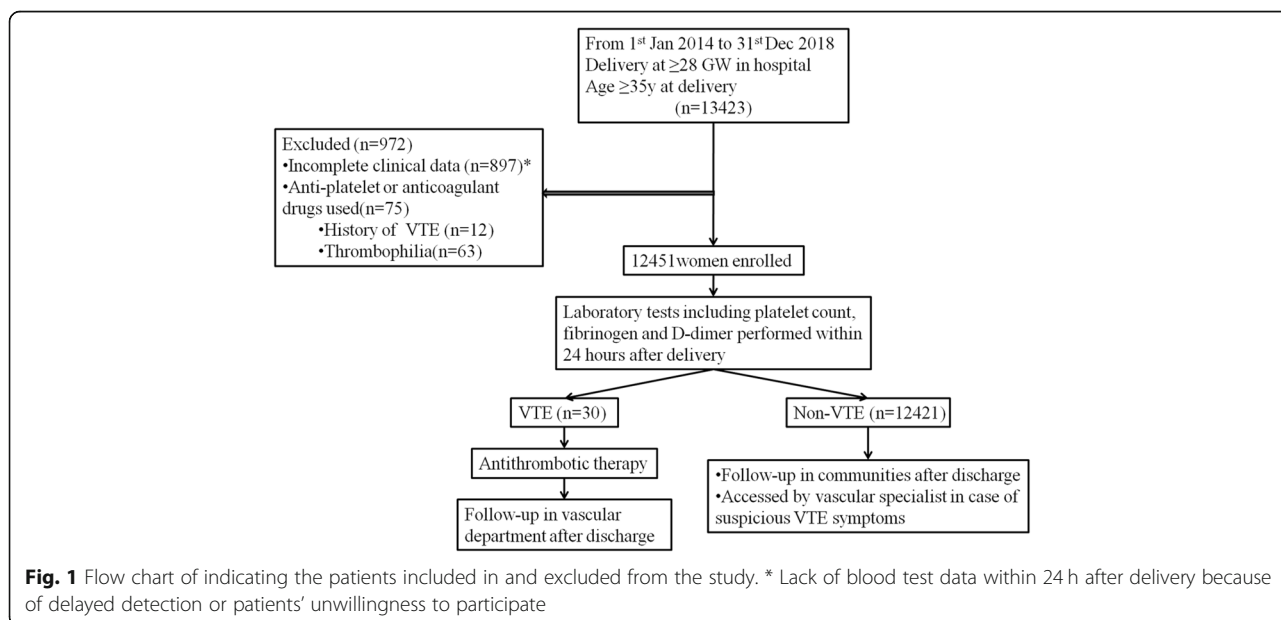 From 1st Jan 2014 to 31st Dec 2018
Delivery at ≥28 GW in hospital
Age ≥35y at delivery
(n=13423)
Excluded (n=972)
•Incomplete clinical data (n=897)*
•Anti-platelet or anticoagulant
drugs used(n=75)
•History of VTE (n=12)
•Thrombophilia(n=63)
12451women enrolled
Laboratory tests including platelet count,
fibrinogen and D-dimer performed within
24 hours after delivery
VTE (n=30)
Non-VTE (n=12421)
Antithrombotic therapy
•Follow-up in communities after discharge
•Accessed by vascular specialist in case of
suspicious VTE symptoms
Follow-up in vascular
department after discharge
Fig. 1 Flow chart of indicating the patients included in and excluded from the study. * Lack of blood test data within 24 h after delivery because
of delayed detection or patients’ unwillingness to participate